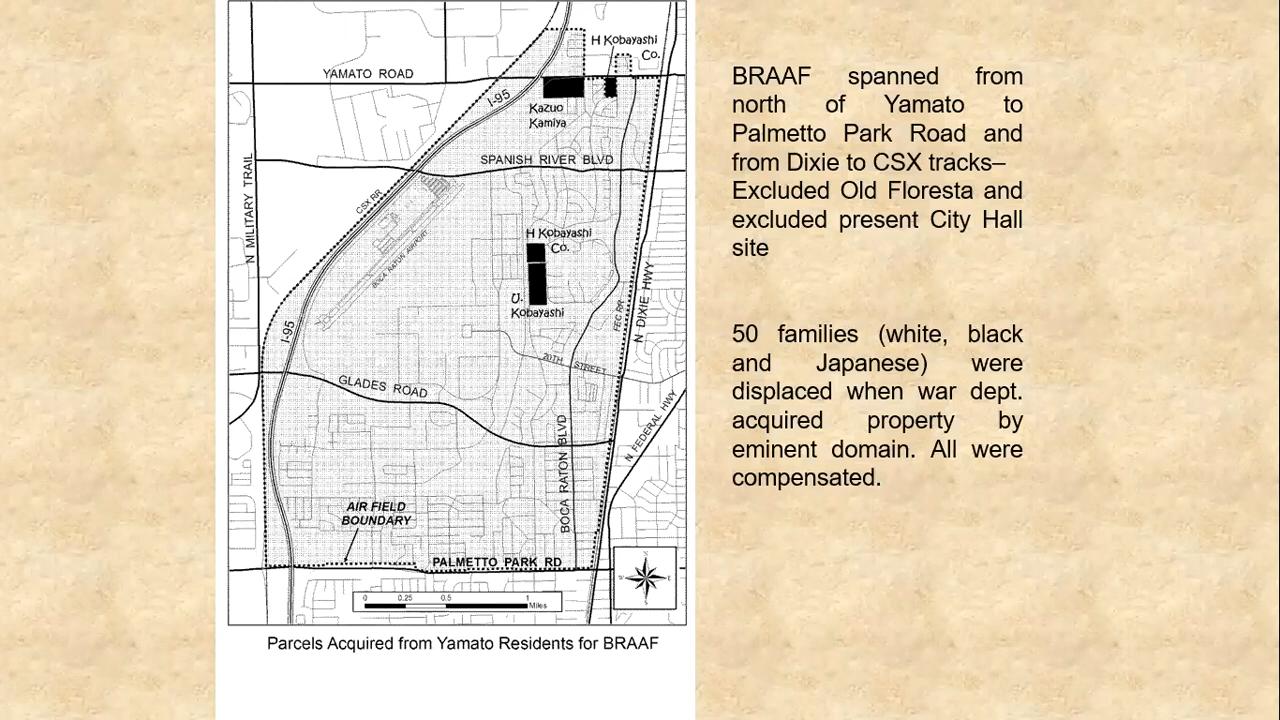 H Kobayashi
Co.
YAMATO ROAD
I-95
Kazuo
Kamiya
SPANISH RIVER BLVD
N MILITARY TRAIL
CSX RR
BOCA RATON AIRPORT
H Kobayashi
Co.
U.
Kobayashi
FEC RR
N DIXIE HWY
I-95
20TH STREET
GLADES ROAD
N FEDERAL HWY
BOCA RATON BLVD
AIR FIELD
BOUNDARY
PALMETTO PARK RD
0 0.25 0.5 1
Miles
N
W E
S
Parcels Acquired from Yamato Residents for BRAAF
BRAAF spanned from
north of Yamato to
Palmetto Park Road and
from Dixie to CSX tracks–
Excluded Old Floresta and
excluded present City Hall
site
50 families (white, black
and Japanese) were
displaced when war dept.
acquired property by
eminent domain. All were
compensated.